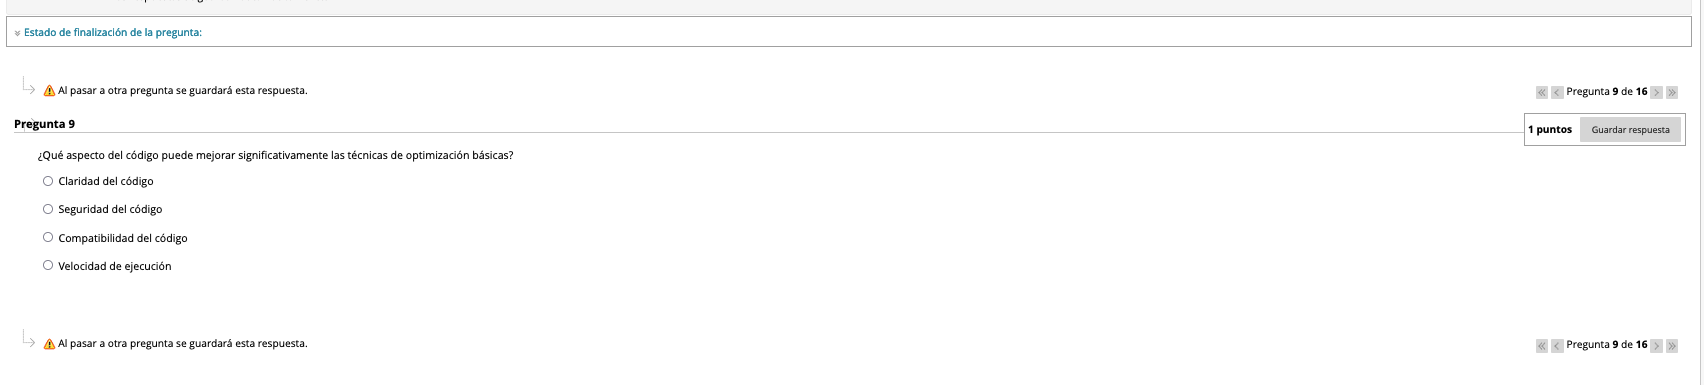 Estado de finalización de la pregunta:
Al pasar a otra pregunta se guardará esta respuesta.
Pregunta 9 de 16
Pregunta 9
1 puntos
Guardar respuesta
¿Qué aspecto del código puede mejorar significativamente las técnicas de optimización básicas?
Claridad del código
Seguridad del código
Compatibilidad del código
Velocidad de ejecución
Al pasar a otra pregunta se guardará esta respuesta.
Pregunta 9 de 16